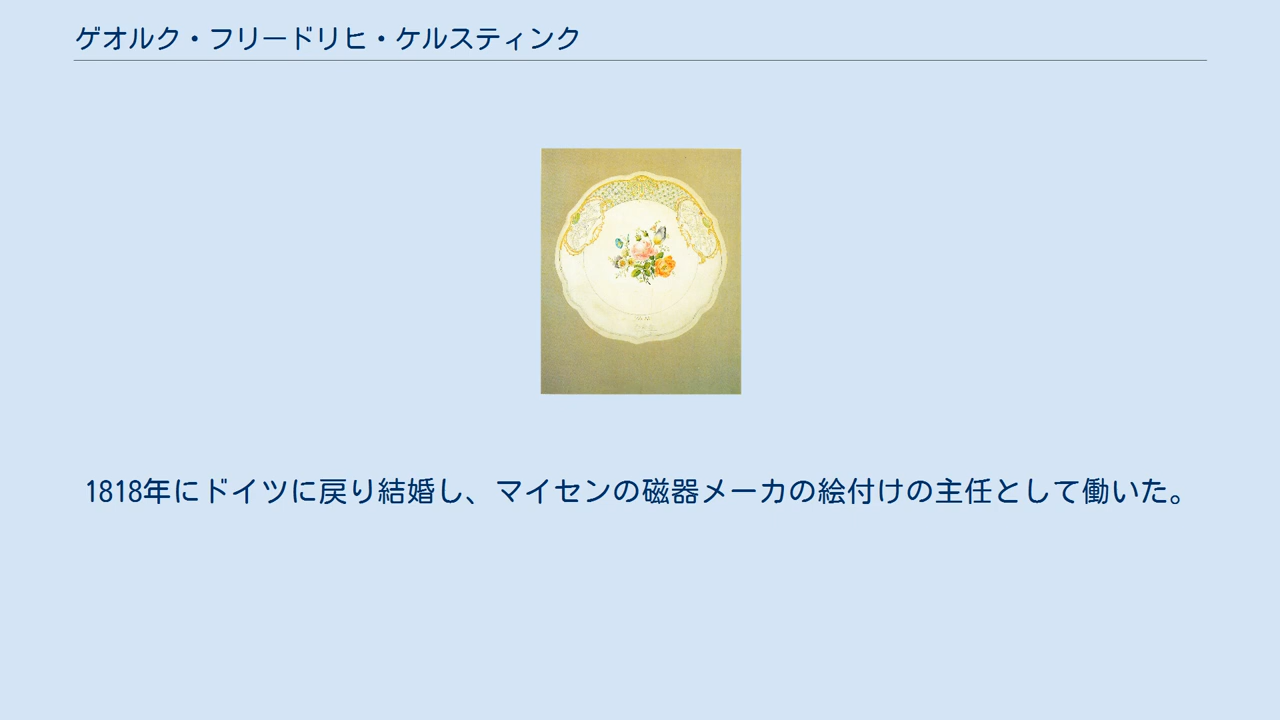 ゲオルク・フリードリヒ・ケルスティンク
1818年にドイツに戻り結婚し、マイセンの磁器メーカの絵付けの主任として働いた。